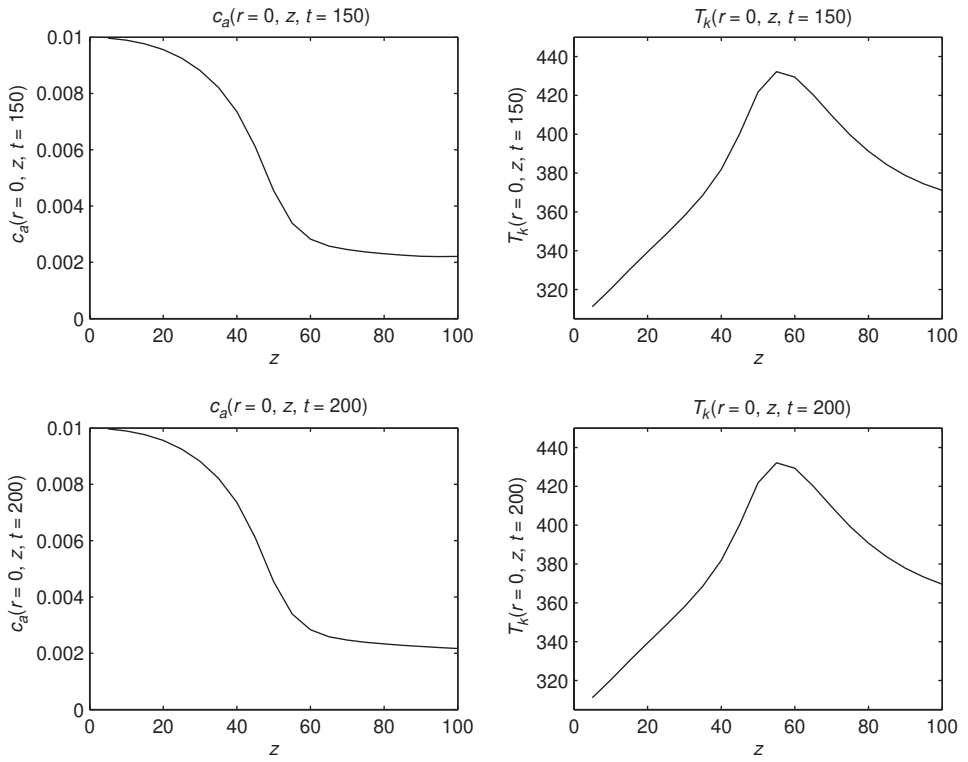 c_a(r = 0, z, t = 150)
c_a(r = 0, z, t = 150)
0.01
0.008
0.006
0.004
0.002
0
0 20 40 60 80 100
z
T_k(r = 0, z, t = 150)
T_k(r = 0, z, t = 150)
440
420
400
380
360
340
320
0 20 40 60 80 100
z
c_a(r = 0, z, t = 200)
c_a(r = 0, z, t = 200)
0.01
0.008
0.006
0.004
0.002
0
0 20 40 60 80 100
z
T_k(r = 0, z, t = 200)
T_k(r = 0, z, t = 200)
440
420
400
380
360
340
320
0 20 40 60 80 100
z